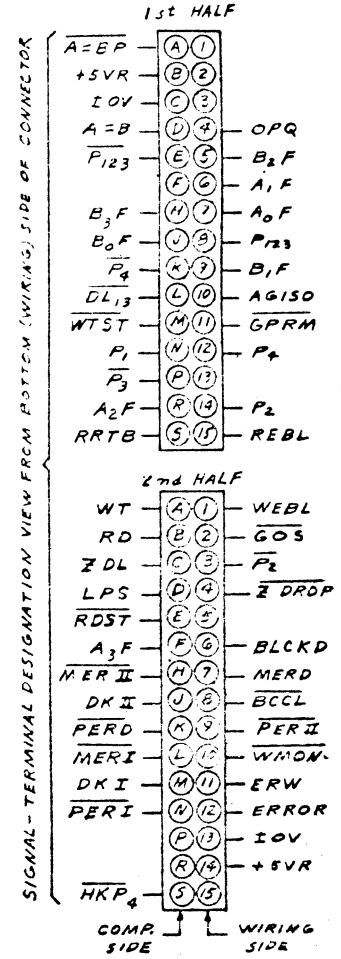 1st HALF
A=EP A 1
+5VR B 2
IOV C 3
A=B D 4 OPQ
P123 E 5 B2F
F 6 A1F
B3F H 7 A0F
B0F J 8 P123
P4 K 9 B1F
DL13 L 10 AGISO
WTST M 11 GPRM
P1 N 12 P4
P3 P 13
A2F R 14 P2
RRTB S 15 REBL
2nd HALF
WT A 1 WEBL
RD B 2 GOS
ZDL C 3 P2
LPS D 4 Z DROP
RDST E 5
A3F F 6 BLCKD
MER II H 7 MERD
DK II J 8 BCCL
PERD K 9 PER II
MERI L 10 WMON
DK I M 11 ERW
PERI N 12 ERROR
P 13 IOV
R 14 +5VR
HKP4 S 15
COMP. SIDE
WIRING SIDE
SIGNAL-TERMINAL DESIGNATION VIEW FROM BOTTOM (WIRING) SIDE OF CONNECTOR